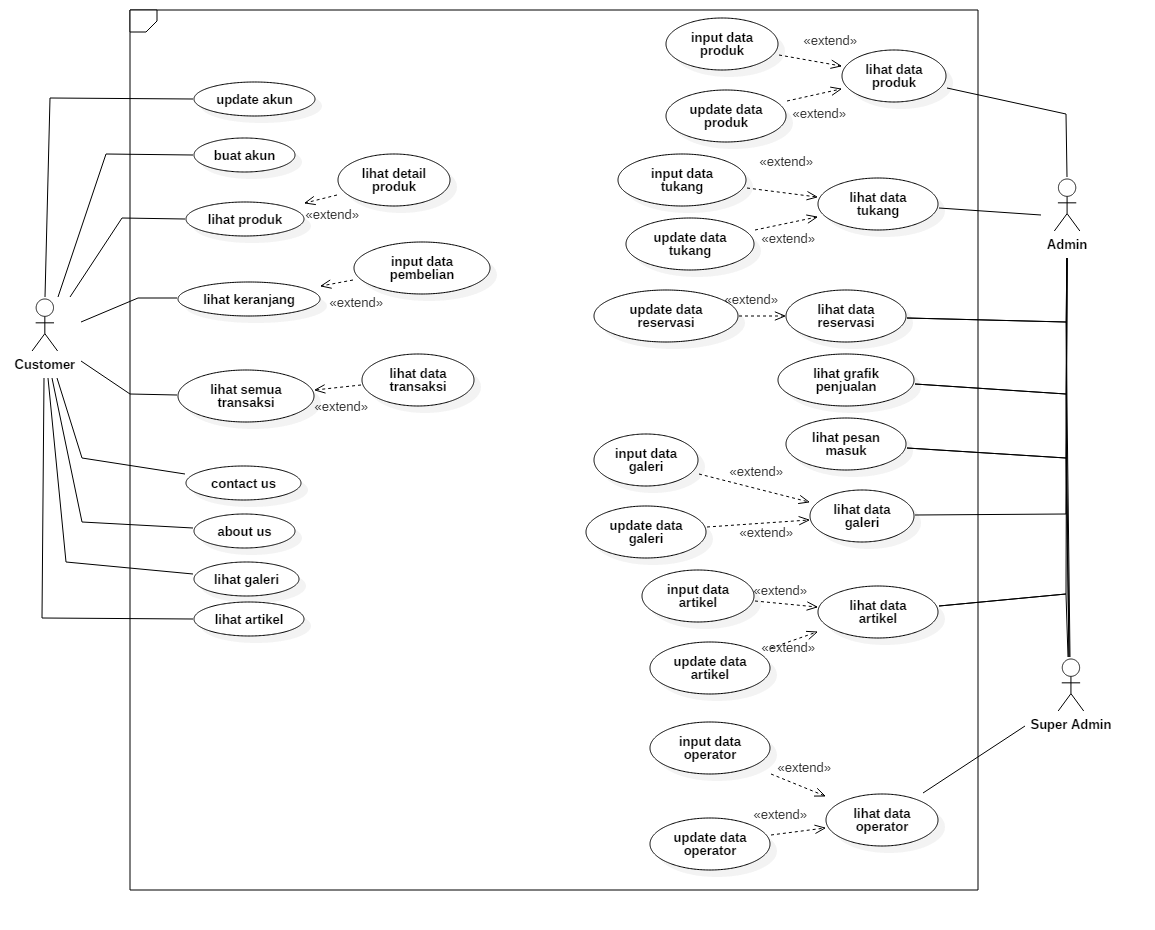 update akun
buat akun
lihat detail
produk
lihat produk
«extend»
input data
pembelian
lihat keranjang
«extend»
Customer
lihat semua
transaksi
lihat data
transaksi
«extend»
contact us
about us
lihat galeri
lihat artikel
input data
produk
«extend»
lihat data
produk
update data
produk
«extend»
input data
tukang
«extend»
lihat data
tukang
update data
tukang
«extend»
Admin
update data
reservasi
«extend»
lihat data
reservasi
lihat grafik
penjualan
lihat pesan
masuk
input data
galeri
«extend»
lihat data
galeri
update data
galeri
«extend»
input data
artikel
«extend»
lihat data
artikel
update data
artikel
«extend»
Super Admin
input data
operator
«extend»
lihat data
operator
update data
operator
«extend»